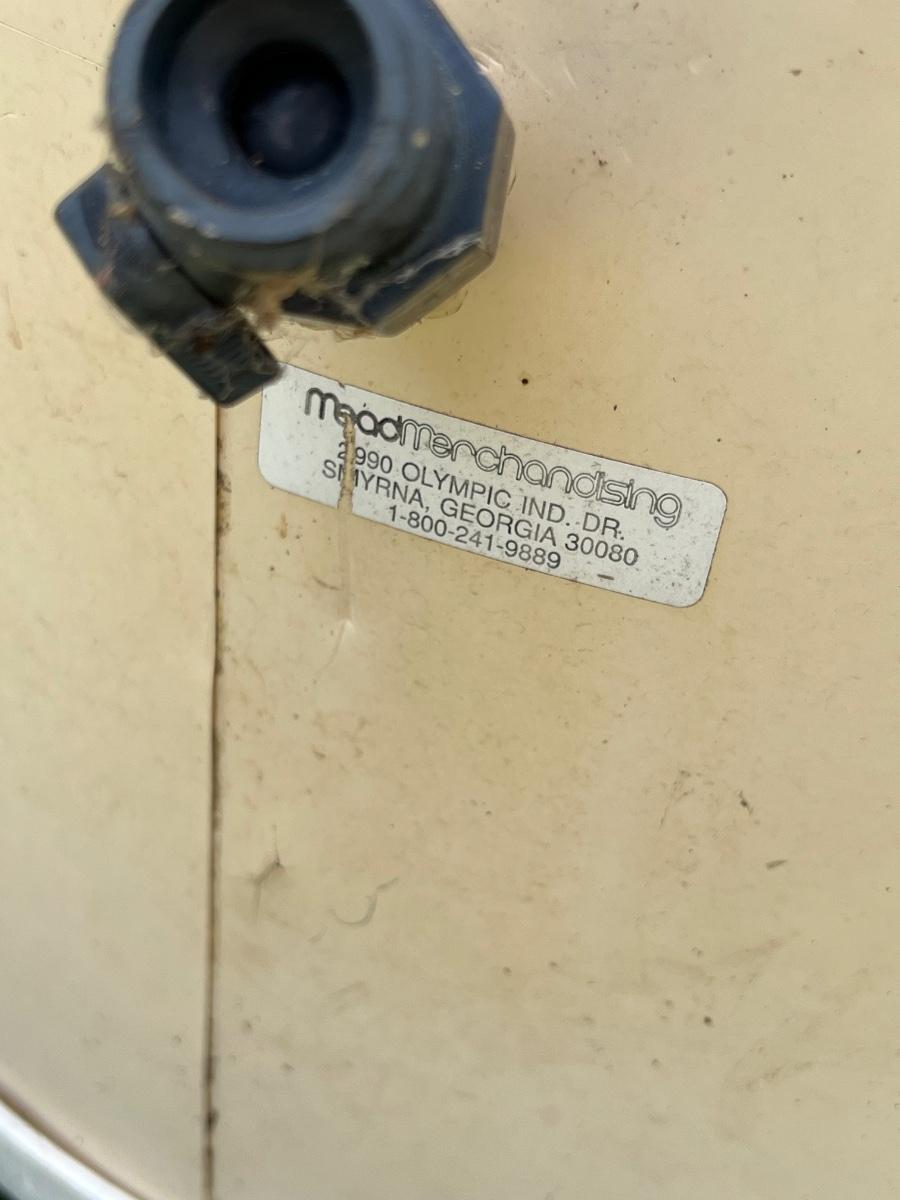 meadmerchandising
2990 OLYMPIC IND. DR.
SMYRNA, GEORGIA 30080
1-800-241-9889